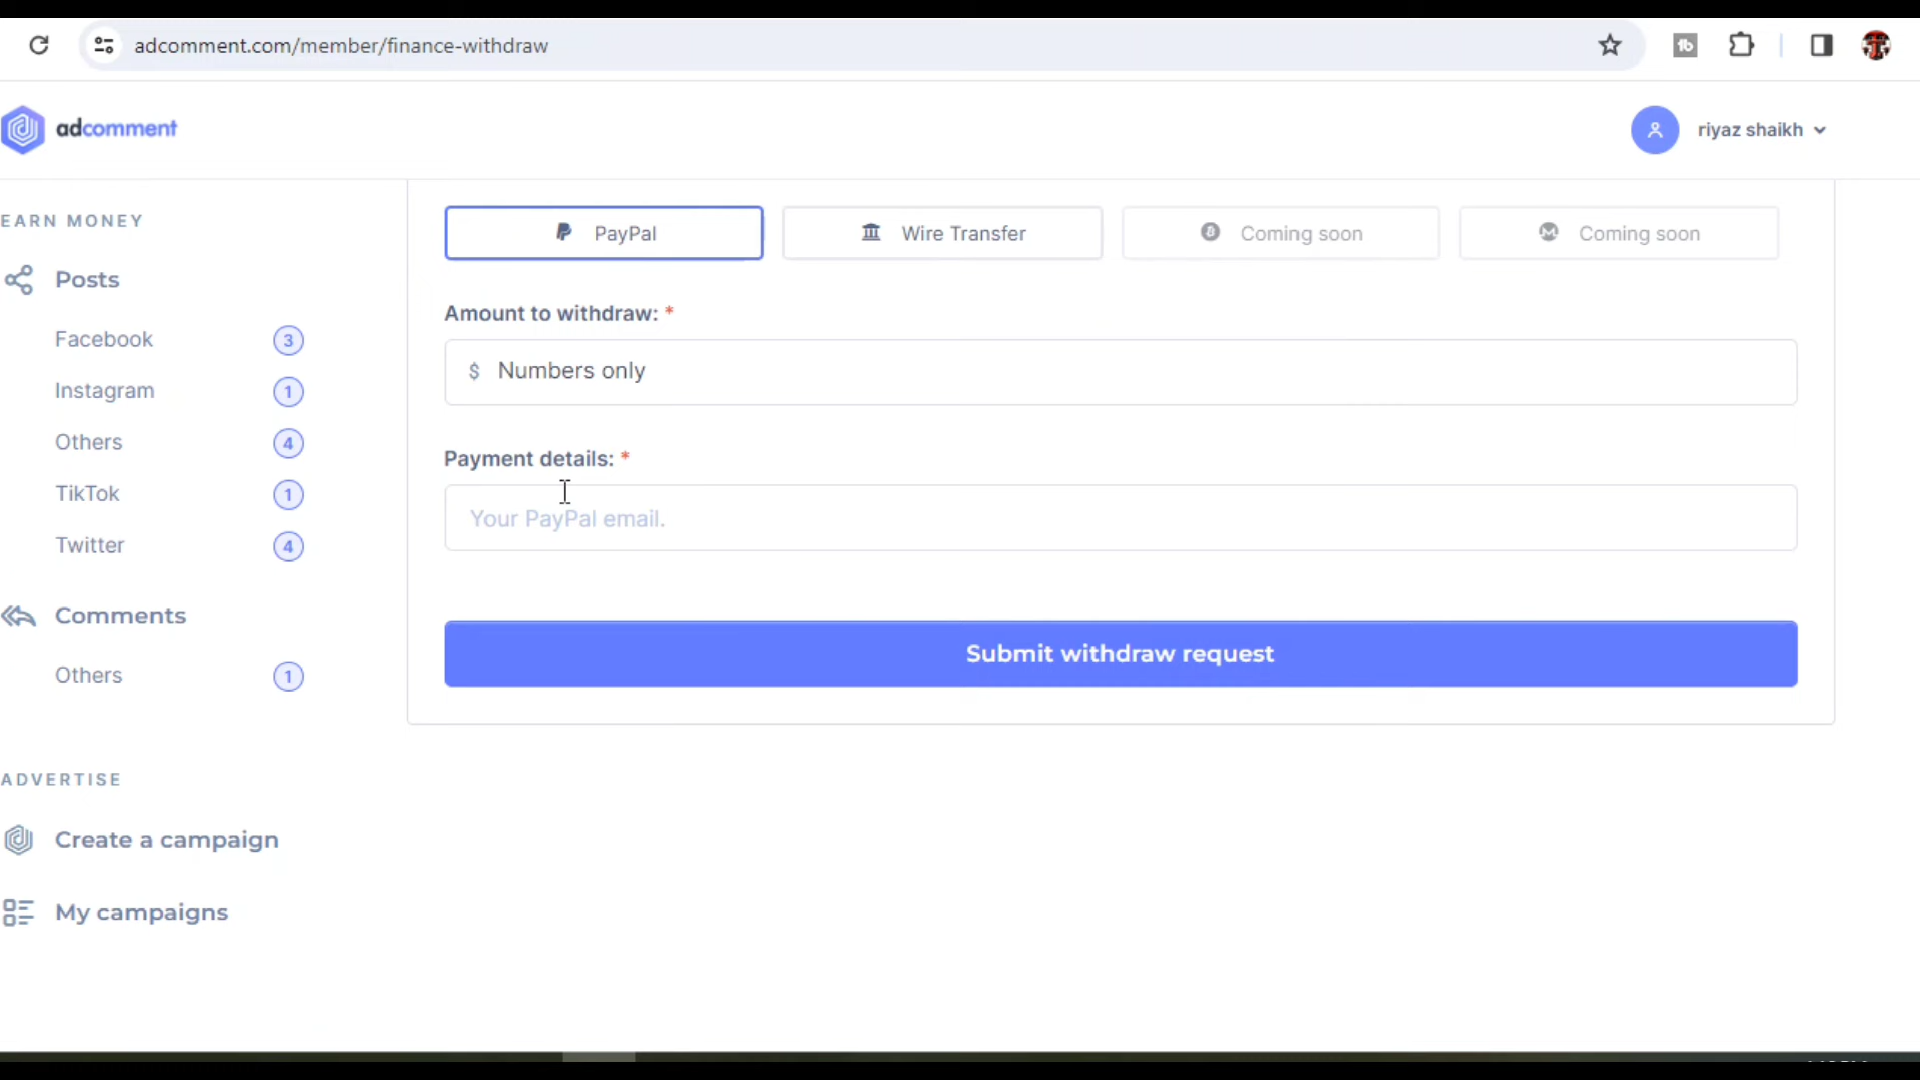 adcomment.com/member/finance-withdraw
adcomment
riyaz shaikh
EARN MONEY
Posts
Facebook 3
Instagram 1
Others 4
TikTok 1
Twitter 4
Comments
Others 1
ADVERTISE
Create a campaign
My campaigns
PayPal Wire Transfer Coming soon Coming soon
Amount to withdraw: *
$ Numbers only
Payment details: *
Your PayPal email.
Submit withdraw request